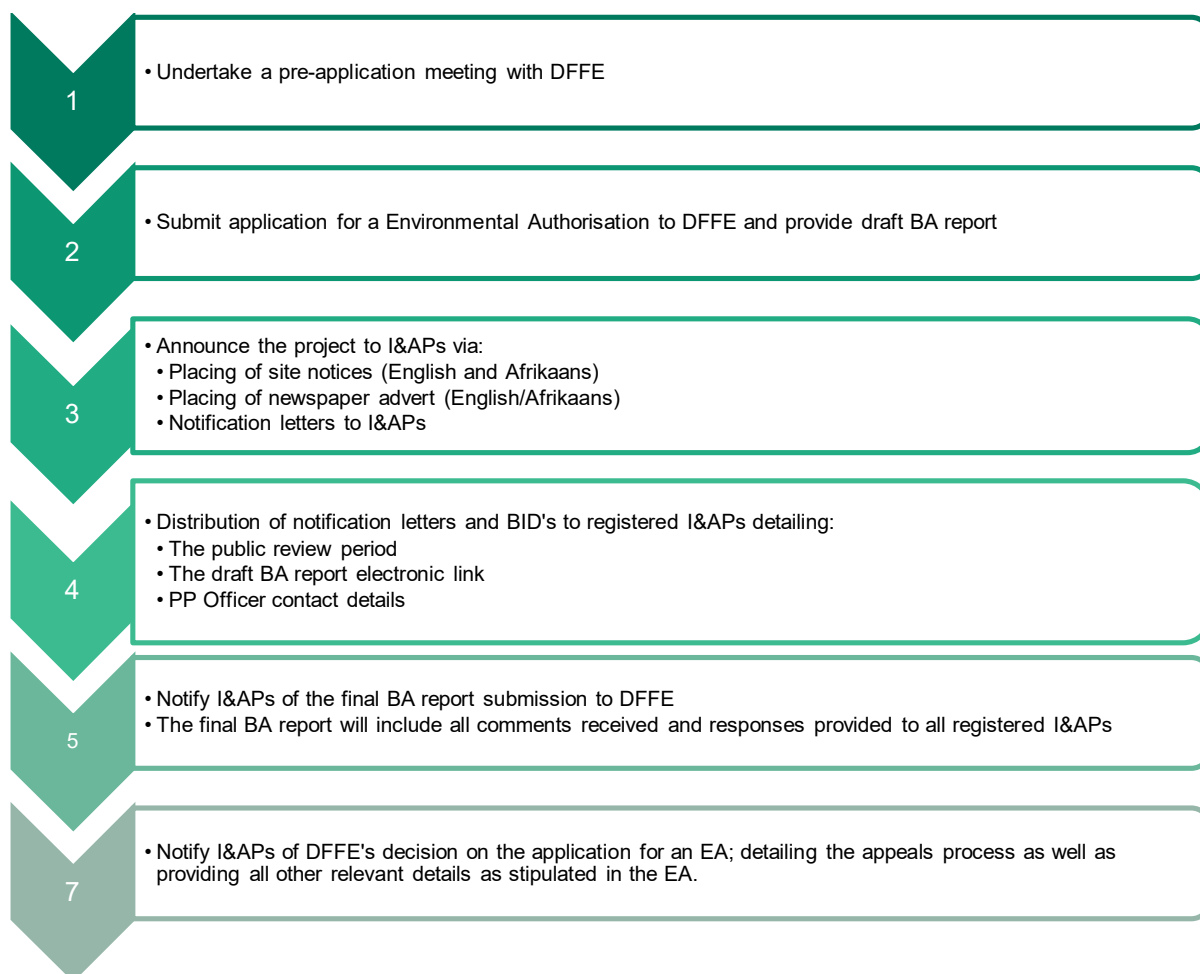 1
• Undertake a pre-application meeting with DFFE
2
• Submit application for a Environmental Authorisation to DFFE and provide draft BA report
3
• Announce the project to I&APs via:
• Placing of site notices (English and Afrikaans)
• Placing of newspaper advert (English/Afrikaans)
• Notification letters to I&APs
4
• Distribution of notification letters and BID's to registered I&APs detailing:
• The public review period
• The draft BA report electronic link
• PP Officer contact details
5
• Notify I&APs of the final BA report submission to DFFE
• The final BA report will include all comments received and responses provided to all registered I&APs
7
• Notify I&APs of DFFE's decision on the application for an EA; detailing the appeals process as well as
providing all other relevant details as stipulated in the EA.